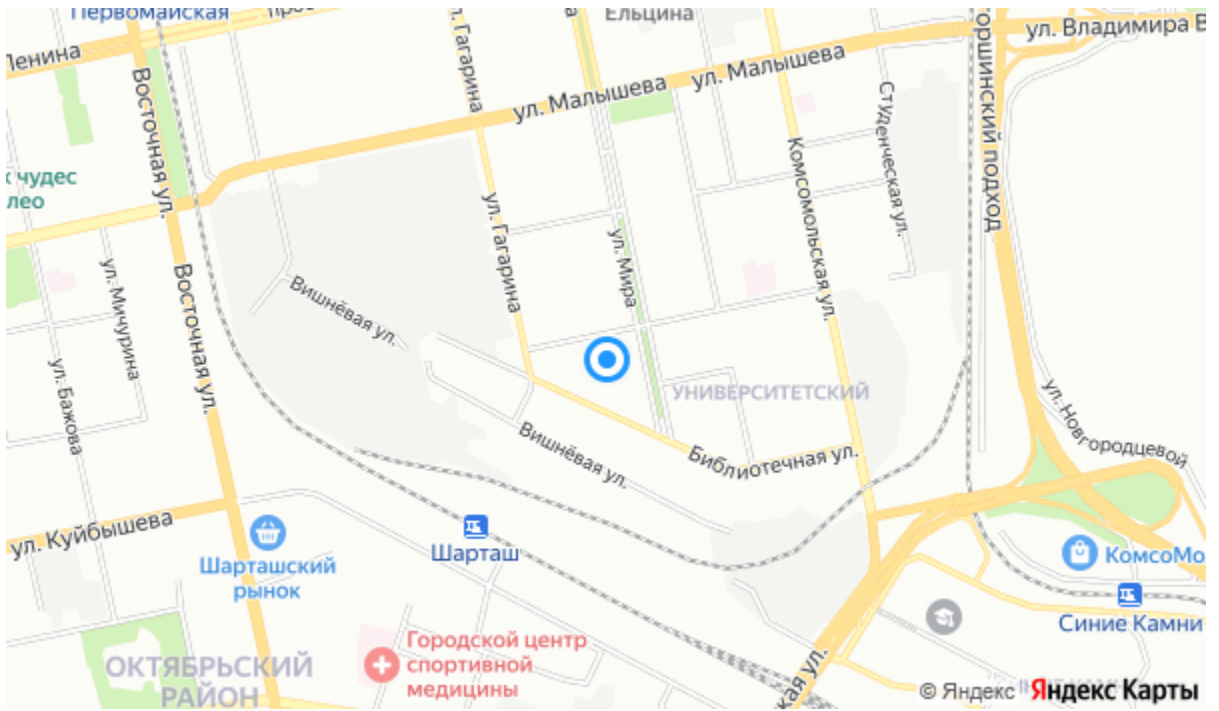 Первомайская
Ельцина
Ленина
ул. Гагарина
ул. Малышева
ул. Малышева
ул. Владимира В
Восточная ул.
Студенческая ул.
Комсомольская ул.
подход
к чудес
лео
ул. Гагарина
ул. Мира
ул. Мичурина
Восточная ул.
Вишнёвая ул.
ул. Бажова
УНИВЕРСИТЕТСКИЙ
ул. Новгородцевой
Вишнёвая ул.
Библиотечная ул.
ул. Куйбышева
Шарташ
Шарташский
рынок
КомсоМо
Синие Камни
Городской центр
спортивной
медицины
ОКТЯБРЬСКИЙ
РАЙОН
кая ул.
© Яндекс
Яндекс Карты